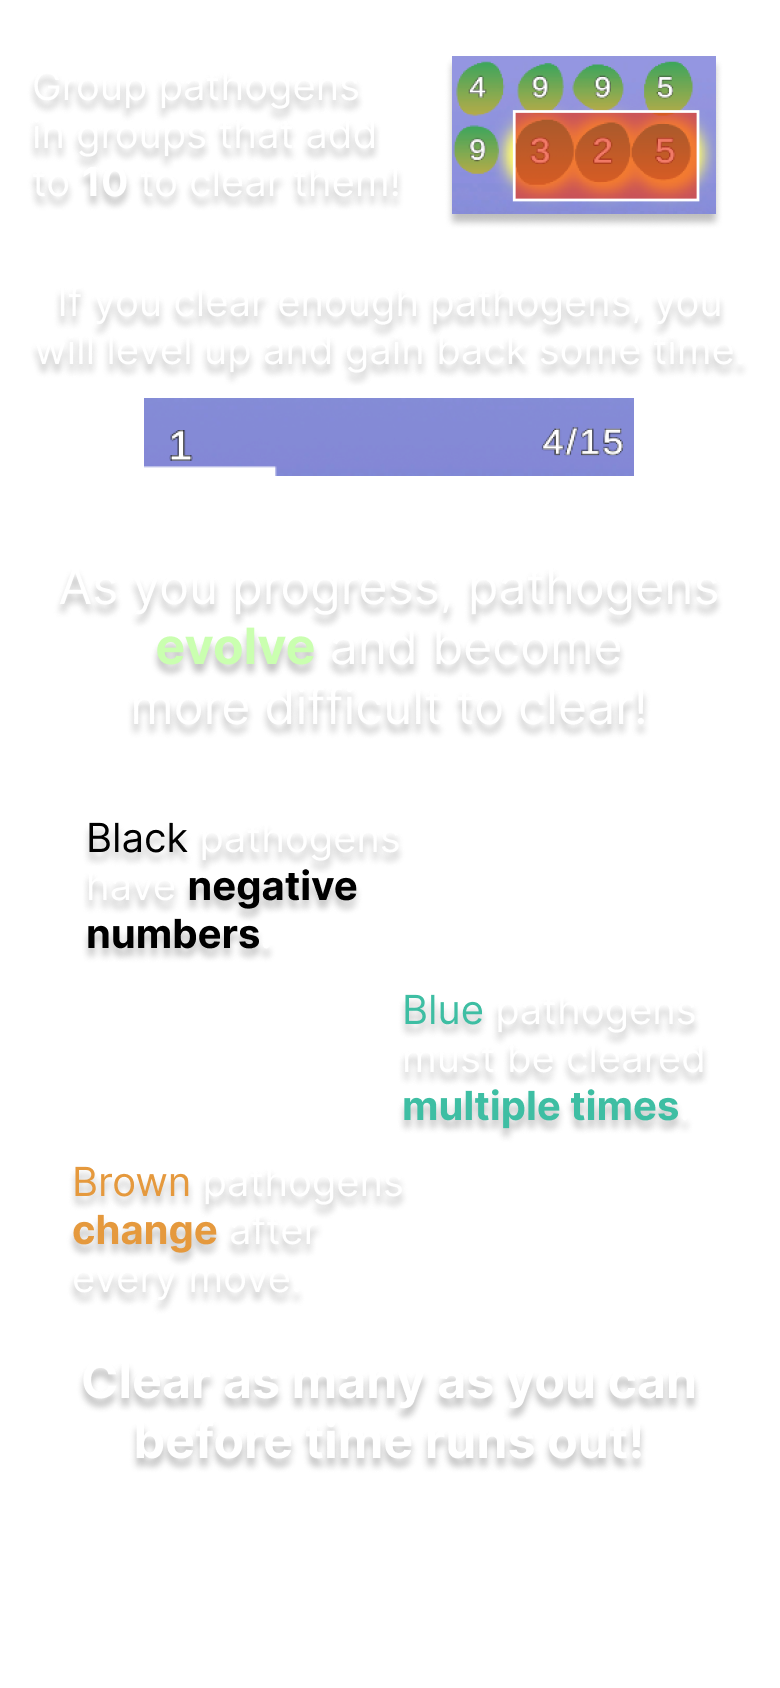 Group pathogens
in groups that add
to 10 to clear them!
4 9 9 5
9 3 2 5
If you clear enough pathogens, you
will level up and gain back some time.
1 4/15
As you progress, pathogens
evolve and become
more difficult to clear!
Black pathogens
have negative
numbers.
Blue pathogens
must be cleared
multiple times.
Brown pathogens
change after
every move.
Clear as many as you can
before time runs out!